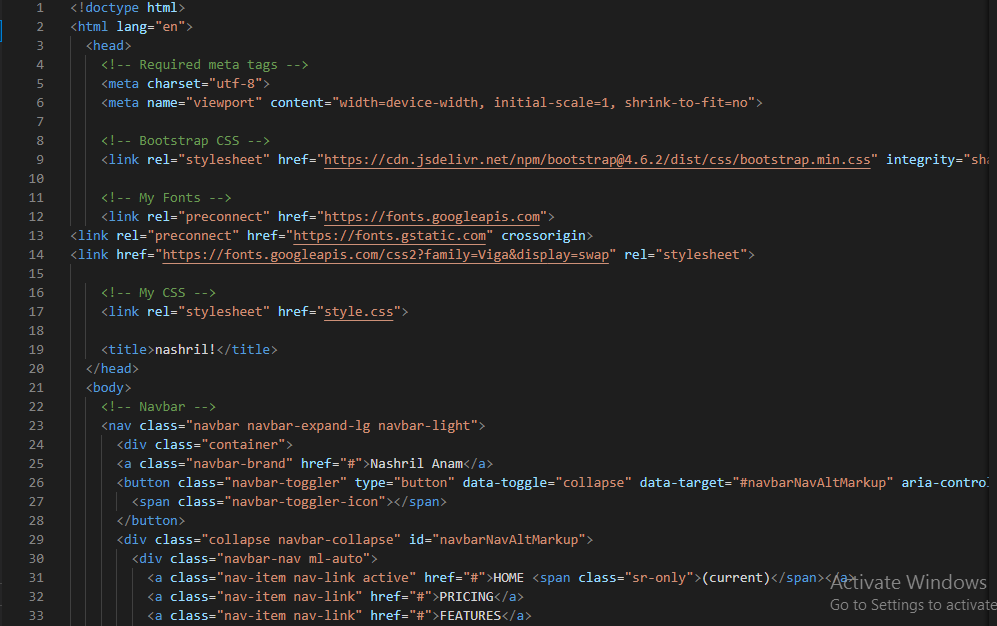 1 <!doctype html>
2 <html lang="en">
3 <head>
4 <!-- Required meta tags -->
5 <meta charset="utf-8">
6 <meta name="viewport" content="width=device-width, initial-scale=1, shrink-to-fit=no">
7
8 <!-- Bootstrap CSS -->
9 <link rel="stylesheet" href="https://cdn.jsdelivr.net/npm/bootstrap@4.6.2/dist/css/bootstrap.min.css" integrity="sha
10
11 <!-- My Fonts -->
12 <link rel="preconnect" href="https://fonts.googleapis.com">
13 <link rel="preconnect" href="https://fonts.gstatic.com" crossorigin>
14 <link href="https://fonts.googleapis.com/css2?family=Viga&display=swap" rel="stylesheet">
15
16 <!-- My CSS -->
17 <link rel="stylesheet" href="style.css">
18
19 <title>nashril!</title>
20 </head>
21 <body>
22 <!-- Navbar -->
23 <nav class="navbar navbar-expand-lg navbar-light">
24 <div class="container">
25 <a class="navbar-brand" href="#">Nashril Anam</a>
26 <button class="navbar-toggler" type="button" data-toggle="collapse" data-target="#navbarNavAltMarkup" aria-contro
27 <span class="navbar-toggler-icon"></span>
28 </button>
29 <div class="collapse navbar-collapse" id="navbarNavAltMarkup">
30 <div class="navbar-nav ml-auto">
31 <a class="nav-item nav-link active" href="#">HOME <span class="sr-only">(current)</span></a>
32 <a class="nav-item nav-link" href="#">PRICING</a>
33 <a class="nav-item nav-link" href="#">FEATURES</a>
Activate Windows
Go to Settings to activate